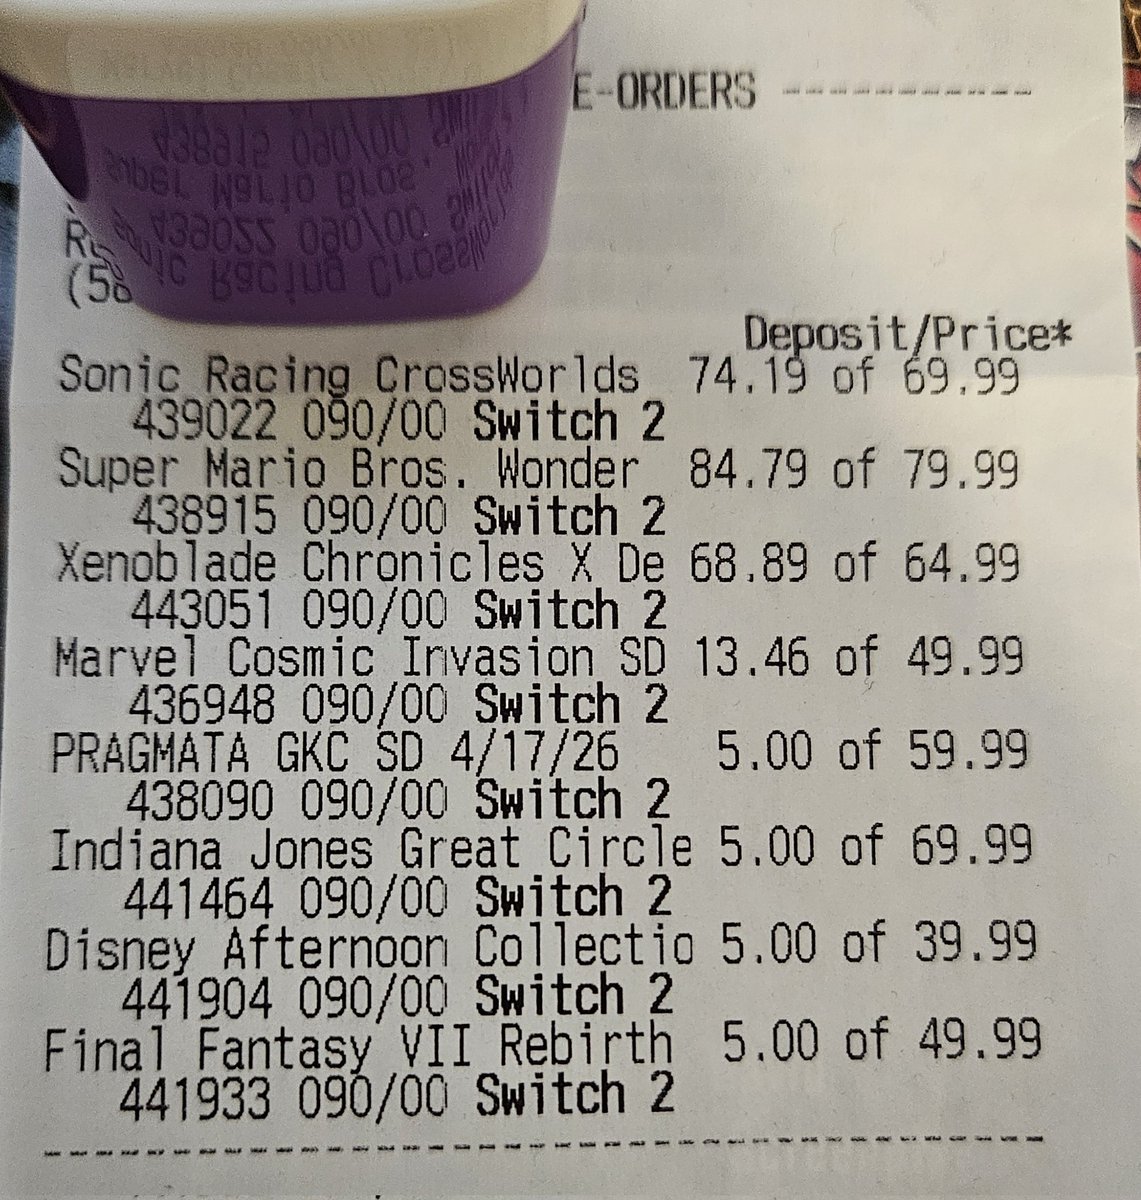 E-ORDERS ------------
Deposit/Price*
Sonic Racing CrossWorlds 74.19 of 69.99
439022 090/00 Switch 2
Super Mario Bros. Wonder 84.79 of 79.99
438915 090/00 Switch 2
Xenoblade Chronicles X De 68.89 of 64.99
443051 090/00 Switch 2
Marvel Cosmic Invasion SD 13.46 of 49.99
436948 090/00 Switch 2
PRAGMATA GKC SD 4/17/26 5.00 of 59.99
438090 090/00 Switch 2
Indiana Jones Great Circle 5.00 of 69.99
441464 090/00 Switch 2
Disney Afternoon Collectio 5.00 of 39.99
441904 090/00 Switch 2
Final Fantasy VII Rebirth 5.00 of 49.99
441933 090/00 Switch 2